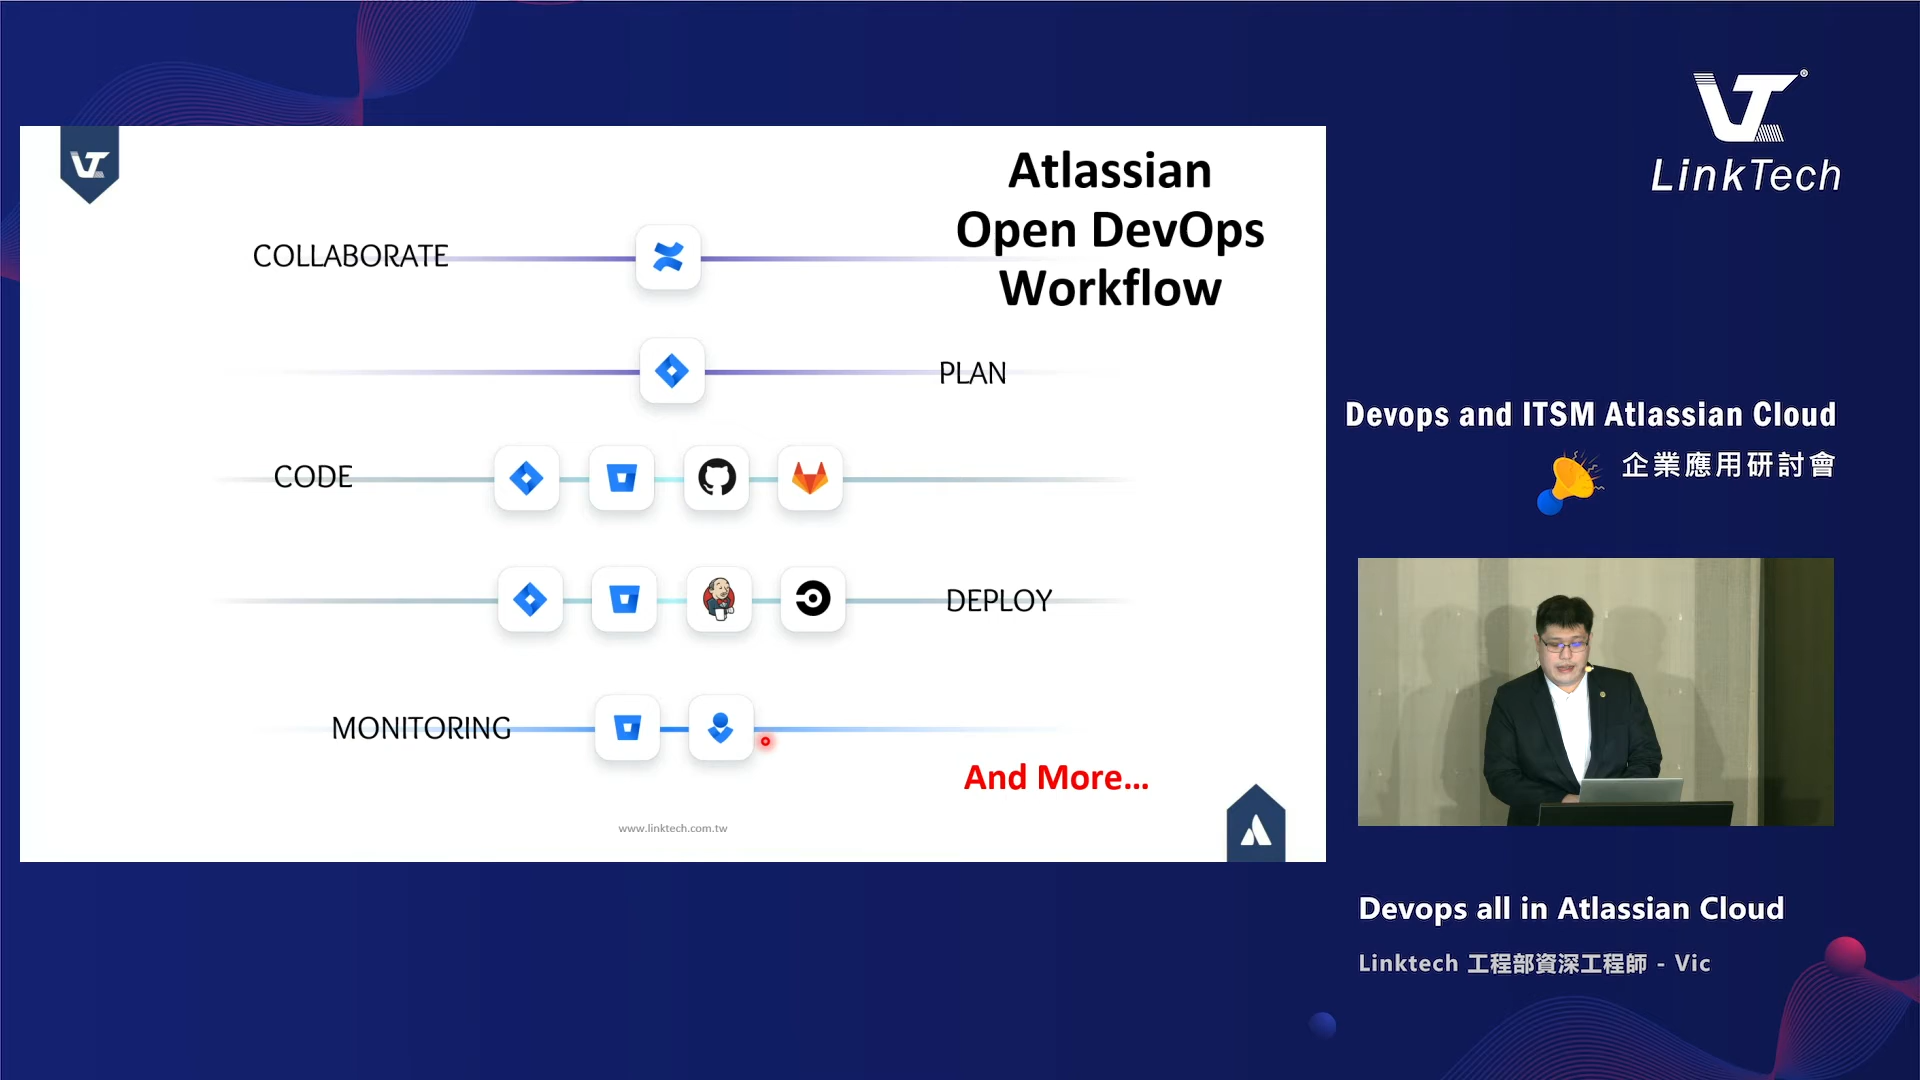 Atlassian
Open DevOps
Workflow
COLLABORATE
PLAN
CODE
DEPLOY
MONITORING
And More...
www.linktech.com.tw
LinkTech®
Devops and ITSM Atlassian Cloud
企業應用研討會
Devops all in Atlassian Cloud
Linktech 工程部資深工程師 - Vic